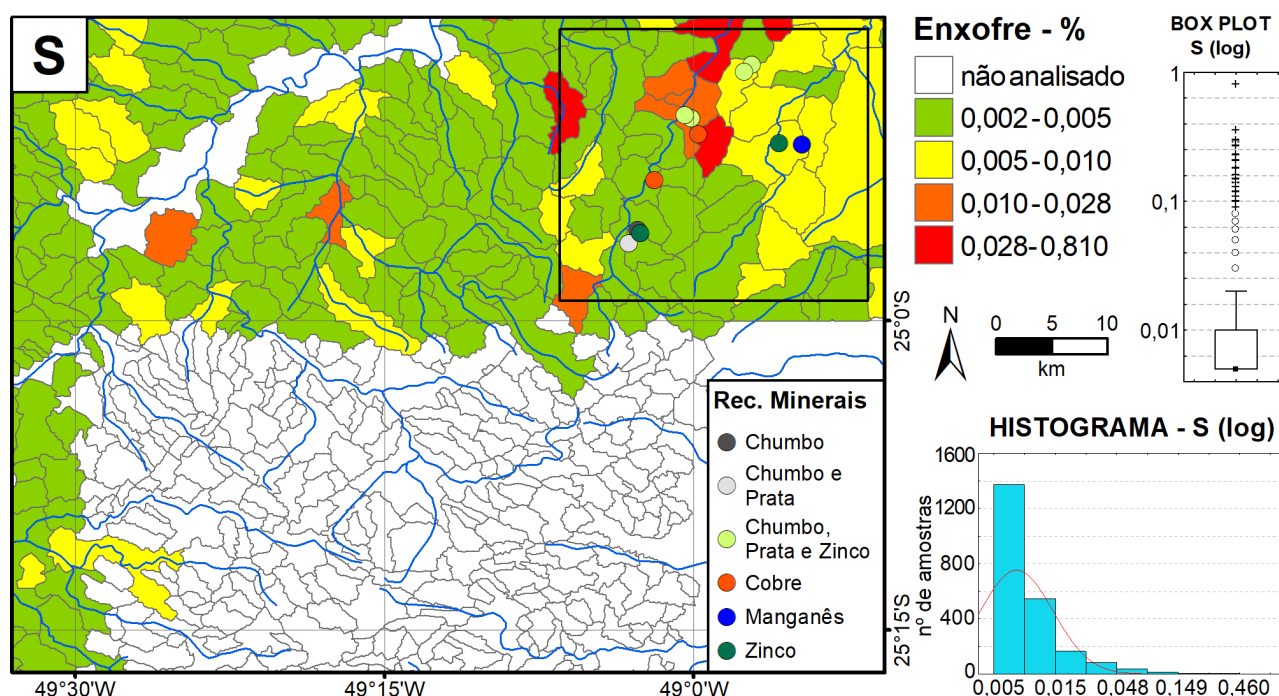 S
Enxofre - %
não analisado
0,002 - 0,005
0,005 - 0,010
0,010 - 0,028
0,028 - 0,810
BOX PLOT
S (log)
1
0,1
0,01
N
0 5 10
km
25°0'S
25°15'S
Rec. Minerais
Chumbo
Chumbo e
Prata
Chumbo,
Prata e Zinco
Cobre
Manganês
Zinco
49°30'W 49°15'W 49°0'W
HISTOGRAMA - S (log)
nº de amostras
1600
1200
800
400
0
0.005 0.015 0.048 0.149 0.460